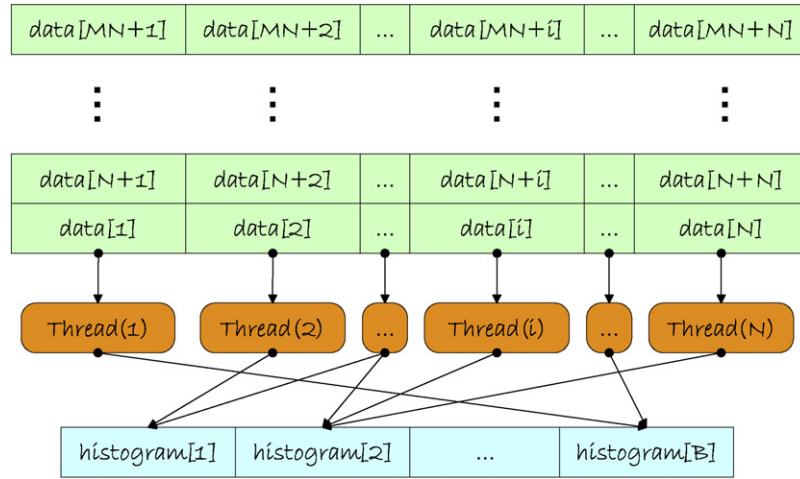 data[MN+1] data[MN+2] ... data[MN+i] ... data[MN+N]
data[N+1] data[N+2] ... data[N+i] ... data[N+N]
data[1] data[2] ... data[i] ... data[N]
Thread(1) Thread(2) ... Thread(i) ... Thread(N)
histogram[1] histogram[2] ... histogram[B]